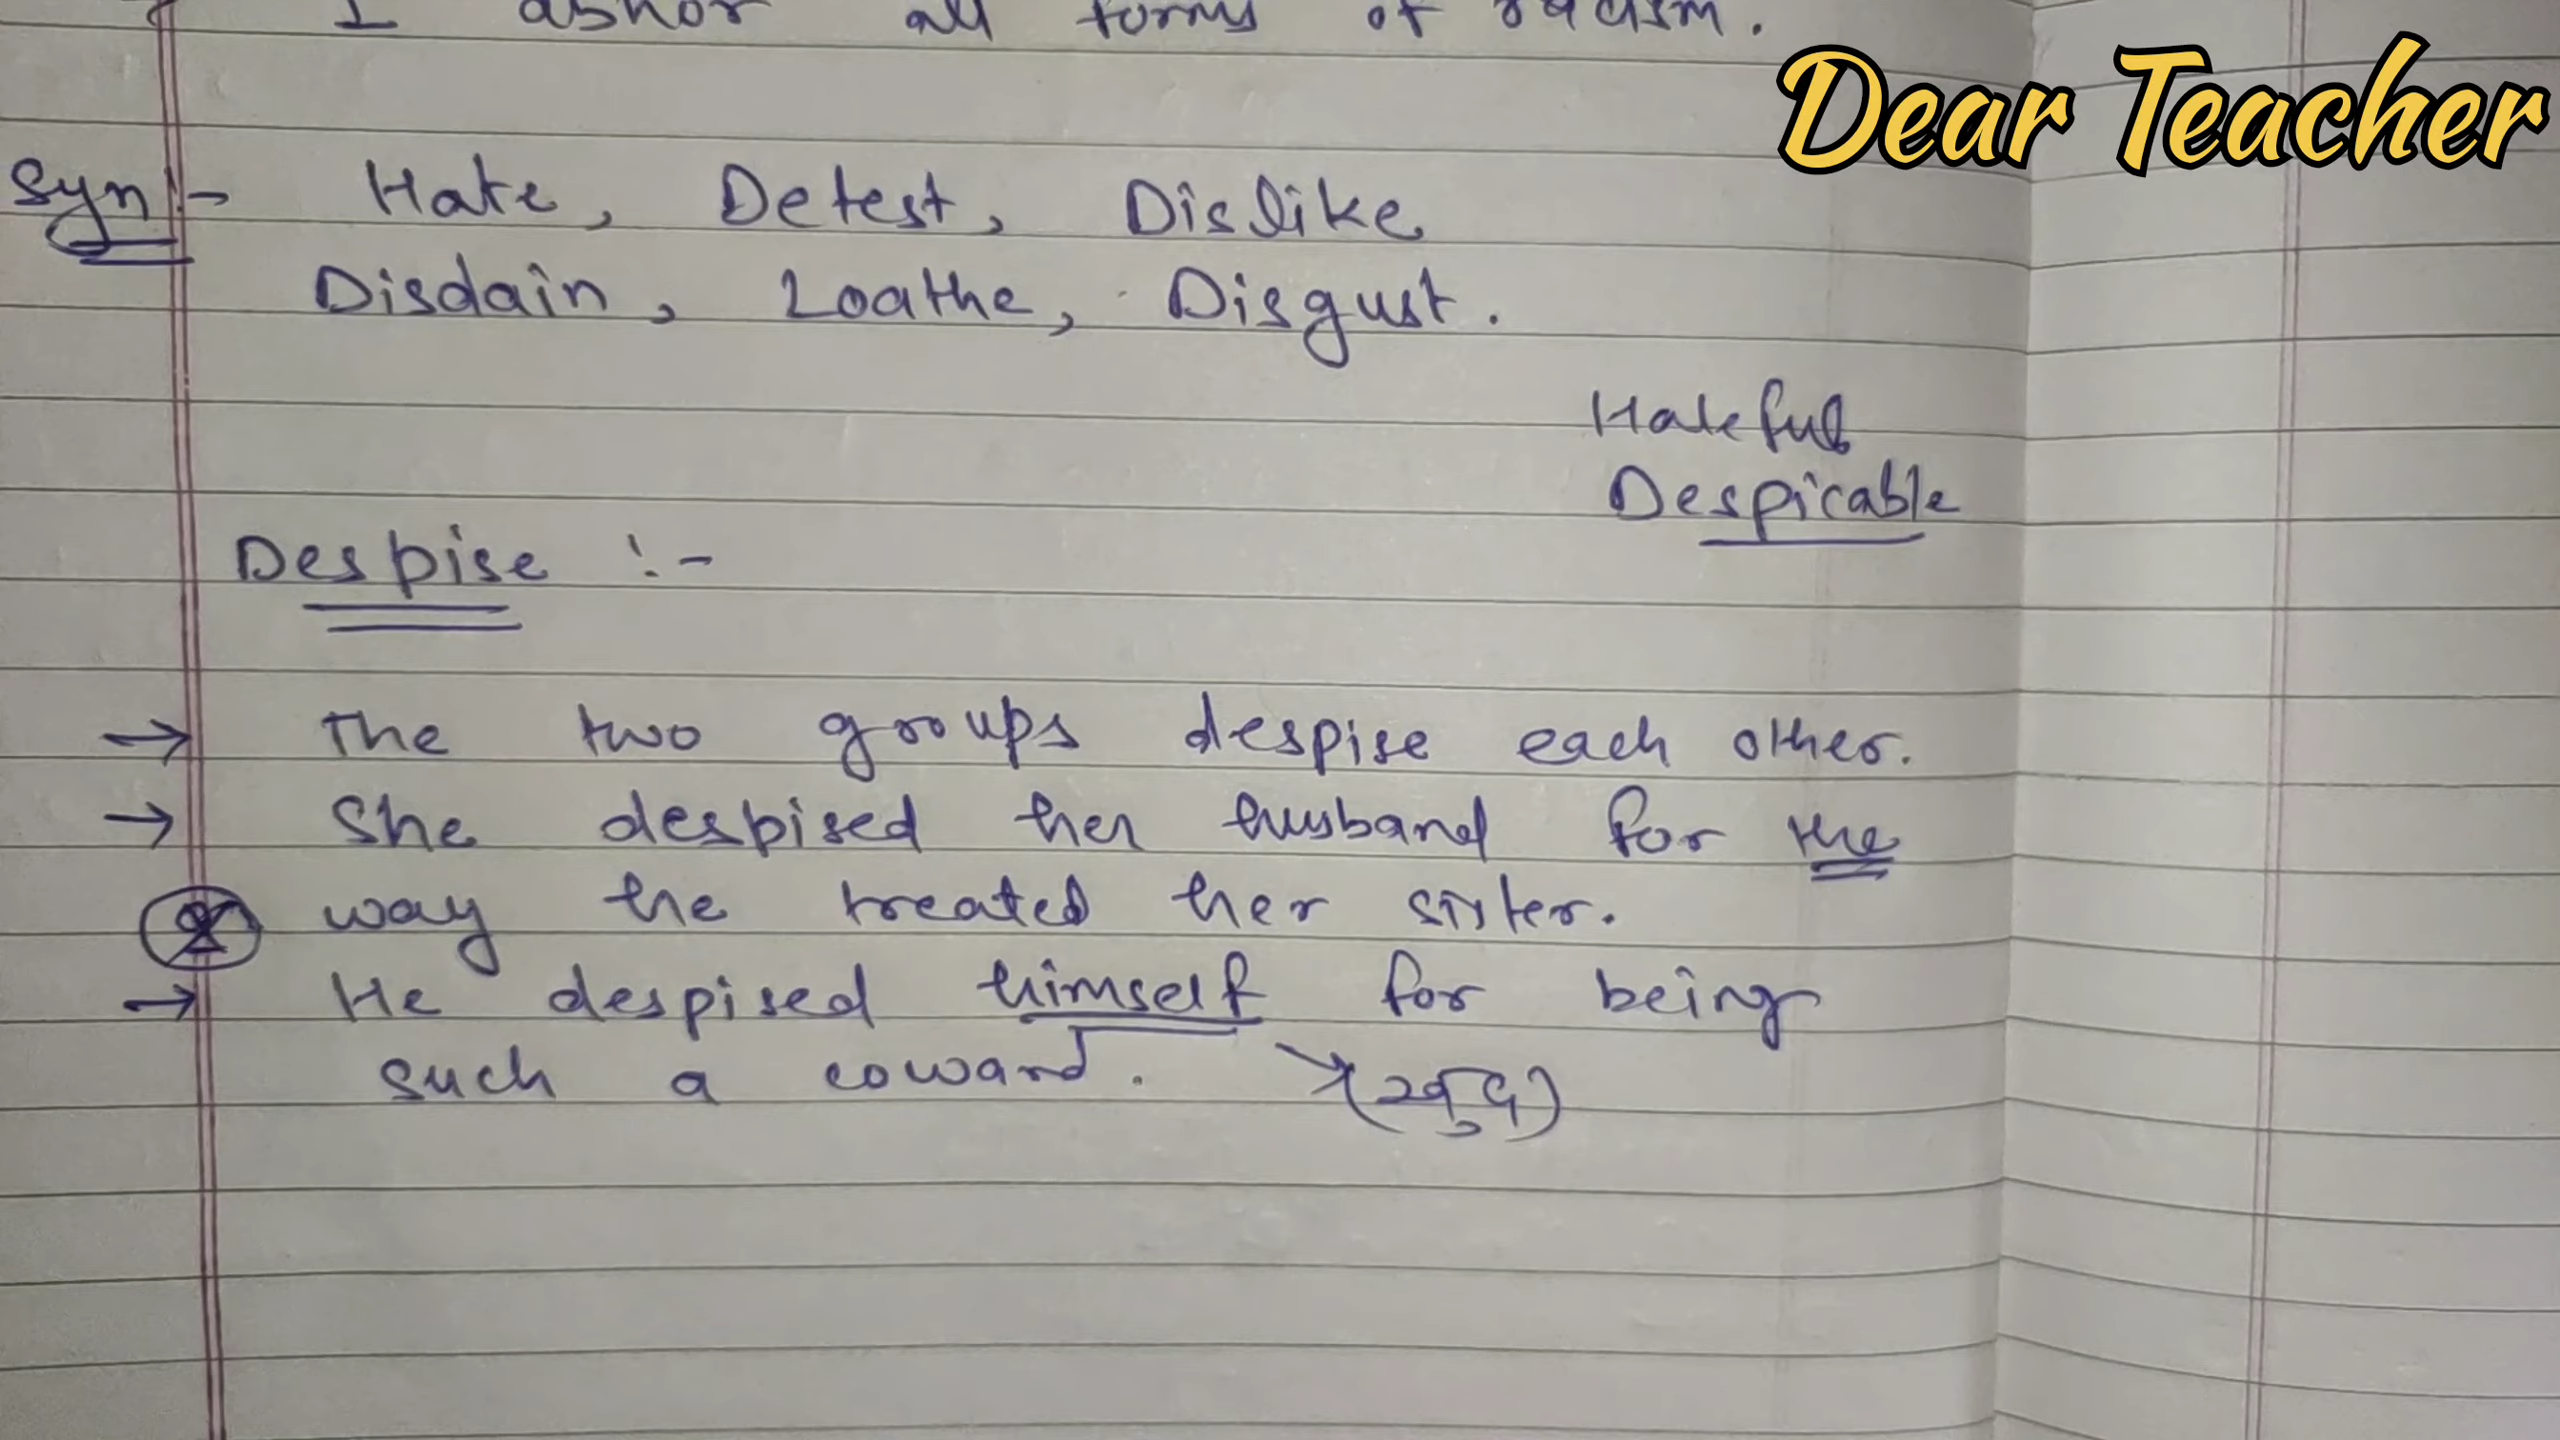 I abhor all forms of racism.
Dear Teacher
Syn :- Hate, Detest, Dislike
Disdain, Loathe, Disgust.
Hateful
Despicable
Despise :-
→ The two groups despise each other.
→ She despised her husband for the
way he treated her sister.
→ He despised himself for being
such a coward. → (खुद)